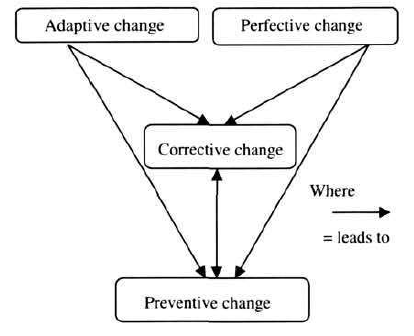 Adaptive change
Perfective change
Corrective change
Where
= leads to
Preventive change